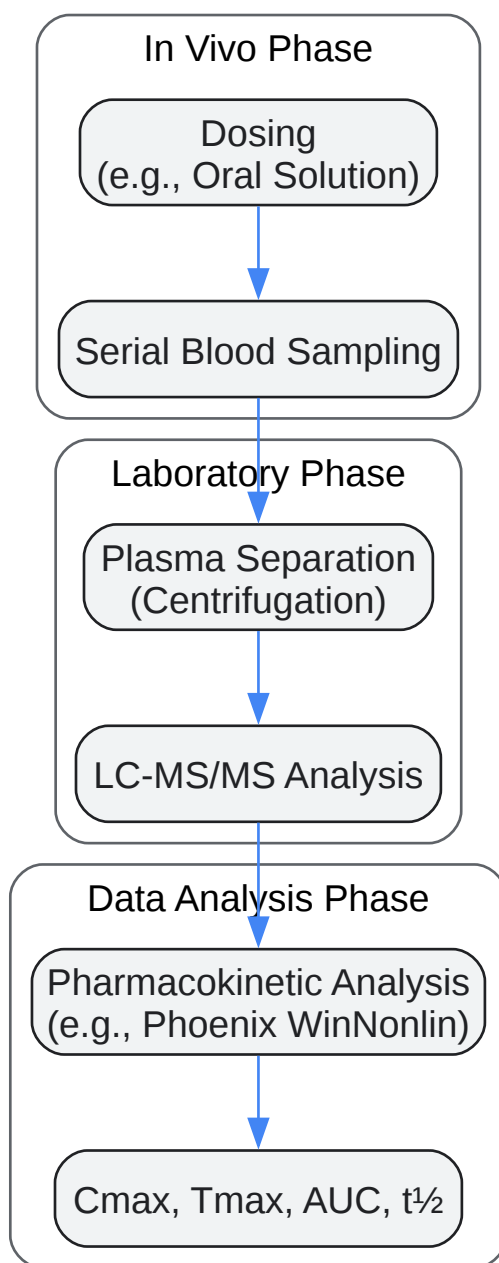 In Vivo Phase
Dosing
(e.g., Oral Solution)
Serial Blood Sampling
Laboratory Phase
Plasma Separation
(Centrifugation)
LC-MS/MS Analysis
Data Analysis Phase
Pharmacokinetic Analysis
(e.g., Phoenix WinNonlin)
Cmax, Tmax, AUC, t½